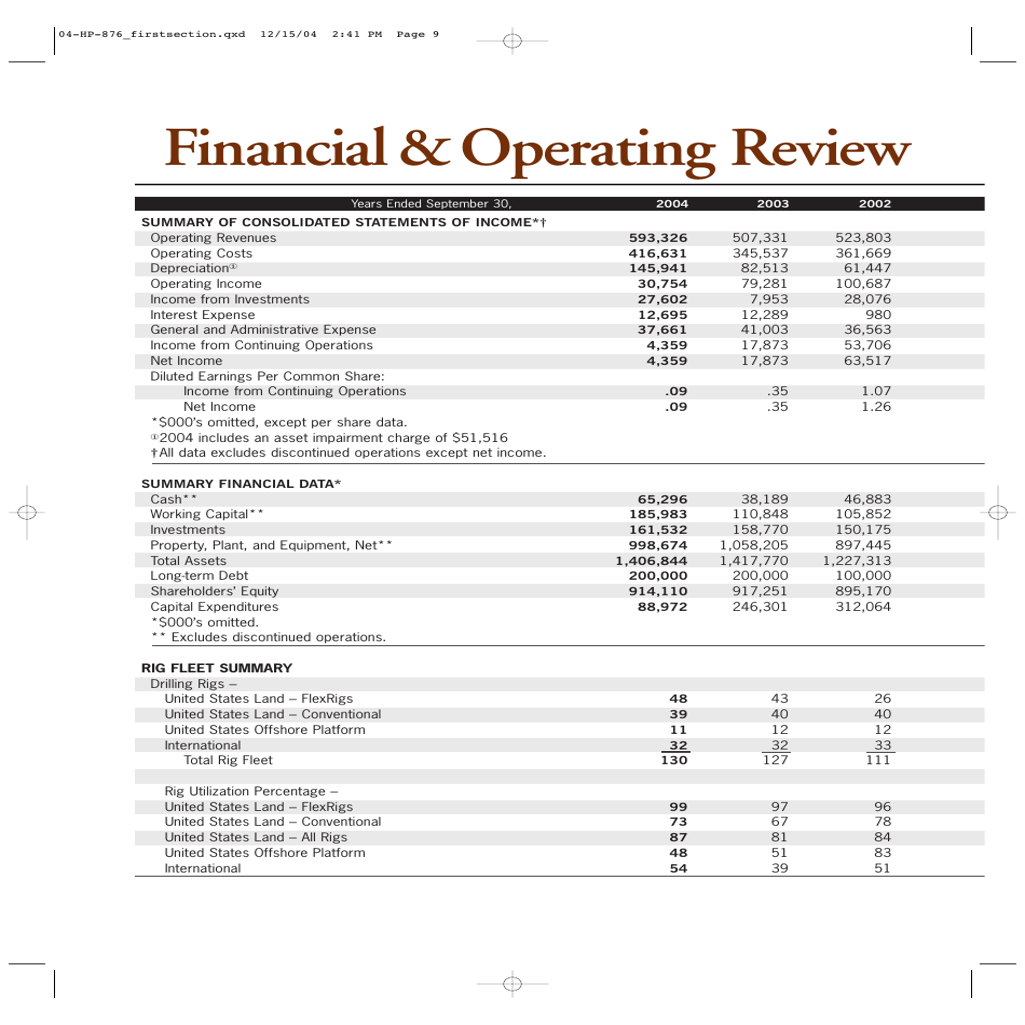 04-HP-876_firstsection.qxd 12/15/04 2:41 PM Page 9
Financial & Operating Review
Years Ended September 30, 2004 2003 2002
SUMMARY OF CONSOLIDATED STATEMENTS OF INCOME*†
Operating Revenues 593,326 507,331 523,803
Operating Costs 416,631 345,537 361,669
Depreciation① 145,941 82,513 61,447
Operating Income 30,754 79,281 100,687
Income from Investments 27,602 7,953 28,076
Interest Expense 12,695 12,289 980
General and Administrative Expense 37,661 41,003 36,563
Income from Continuing Operations 4,359 17,873 53,706
Net Income 4,359 17,873 63,517
Diluted Earnings Per Common Share:
Income from Continuing Operations .09 .35 1.07
Net Income .09 .35 1.26
*$000's omitted, except per share data.
①2004 includes an asset impairment charge of $51,516
†All data excludes discontinued operations except net income.
SUMMARY FINANCIAL DATA*
Cash** 65,296 38,189 46,883
Working Capital** 185,983 110,848 105,852
Investments 161,532 158,770 150,175
Property, Plant, and Equipment, Net** 998,674 1,058,205 897,445
Total Assets 1,406,844 1,417,770 1,227,313
Long-term Debt 200,000 200,000 100,000
Shareholders' Equity 914,110 917,251 895,170
Capital Expenditures 88,972 246,301 312,064
*$000's omitted.
** Excludes discontinued operations.
RIG FLEET SUMMARY
Drilling Rigs –
United States Land – FlexRigs 48 43 26
United States Land – Conventional 39 40 40
United States Offshore Platform 11 12 12
International 32 32 33
Total Rig Fleet 130 127 111
Rig Utilization Percentage –
United States Land – FlexRigs 99 97 96
United States Land – Conventional 73 67 78
United States Land – All Rigs 87 81 84
United States Offshore Platform 48 51 83
International 54 39 51